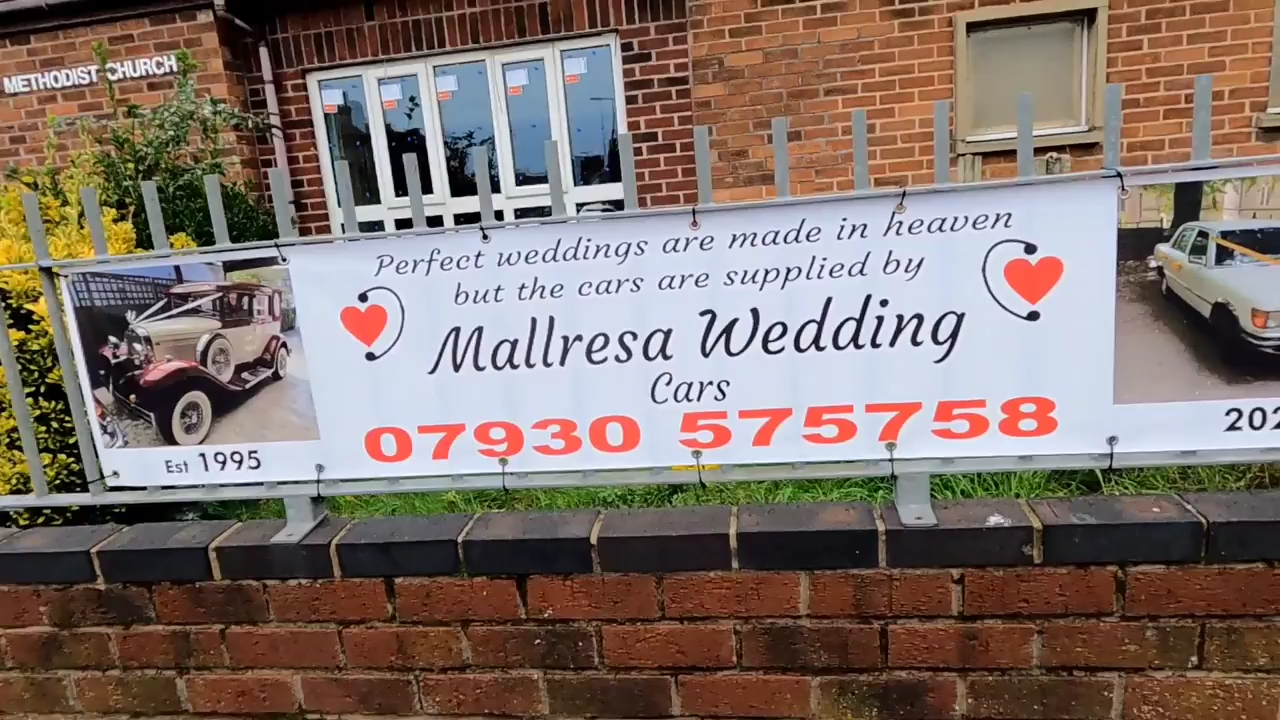 METHODIST CHURCH
Perfect weddings are made in heaven
but the cars are supplied by
Mallresa Wedding
Cars
07930 575758
Est 1995